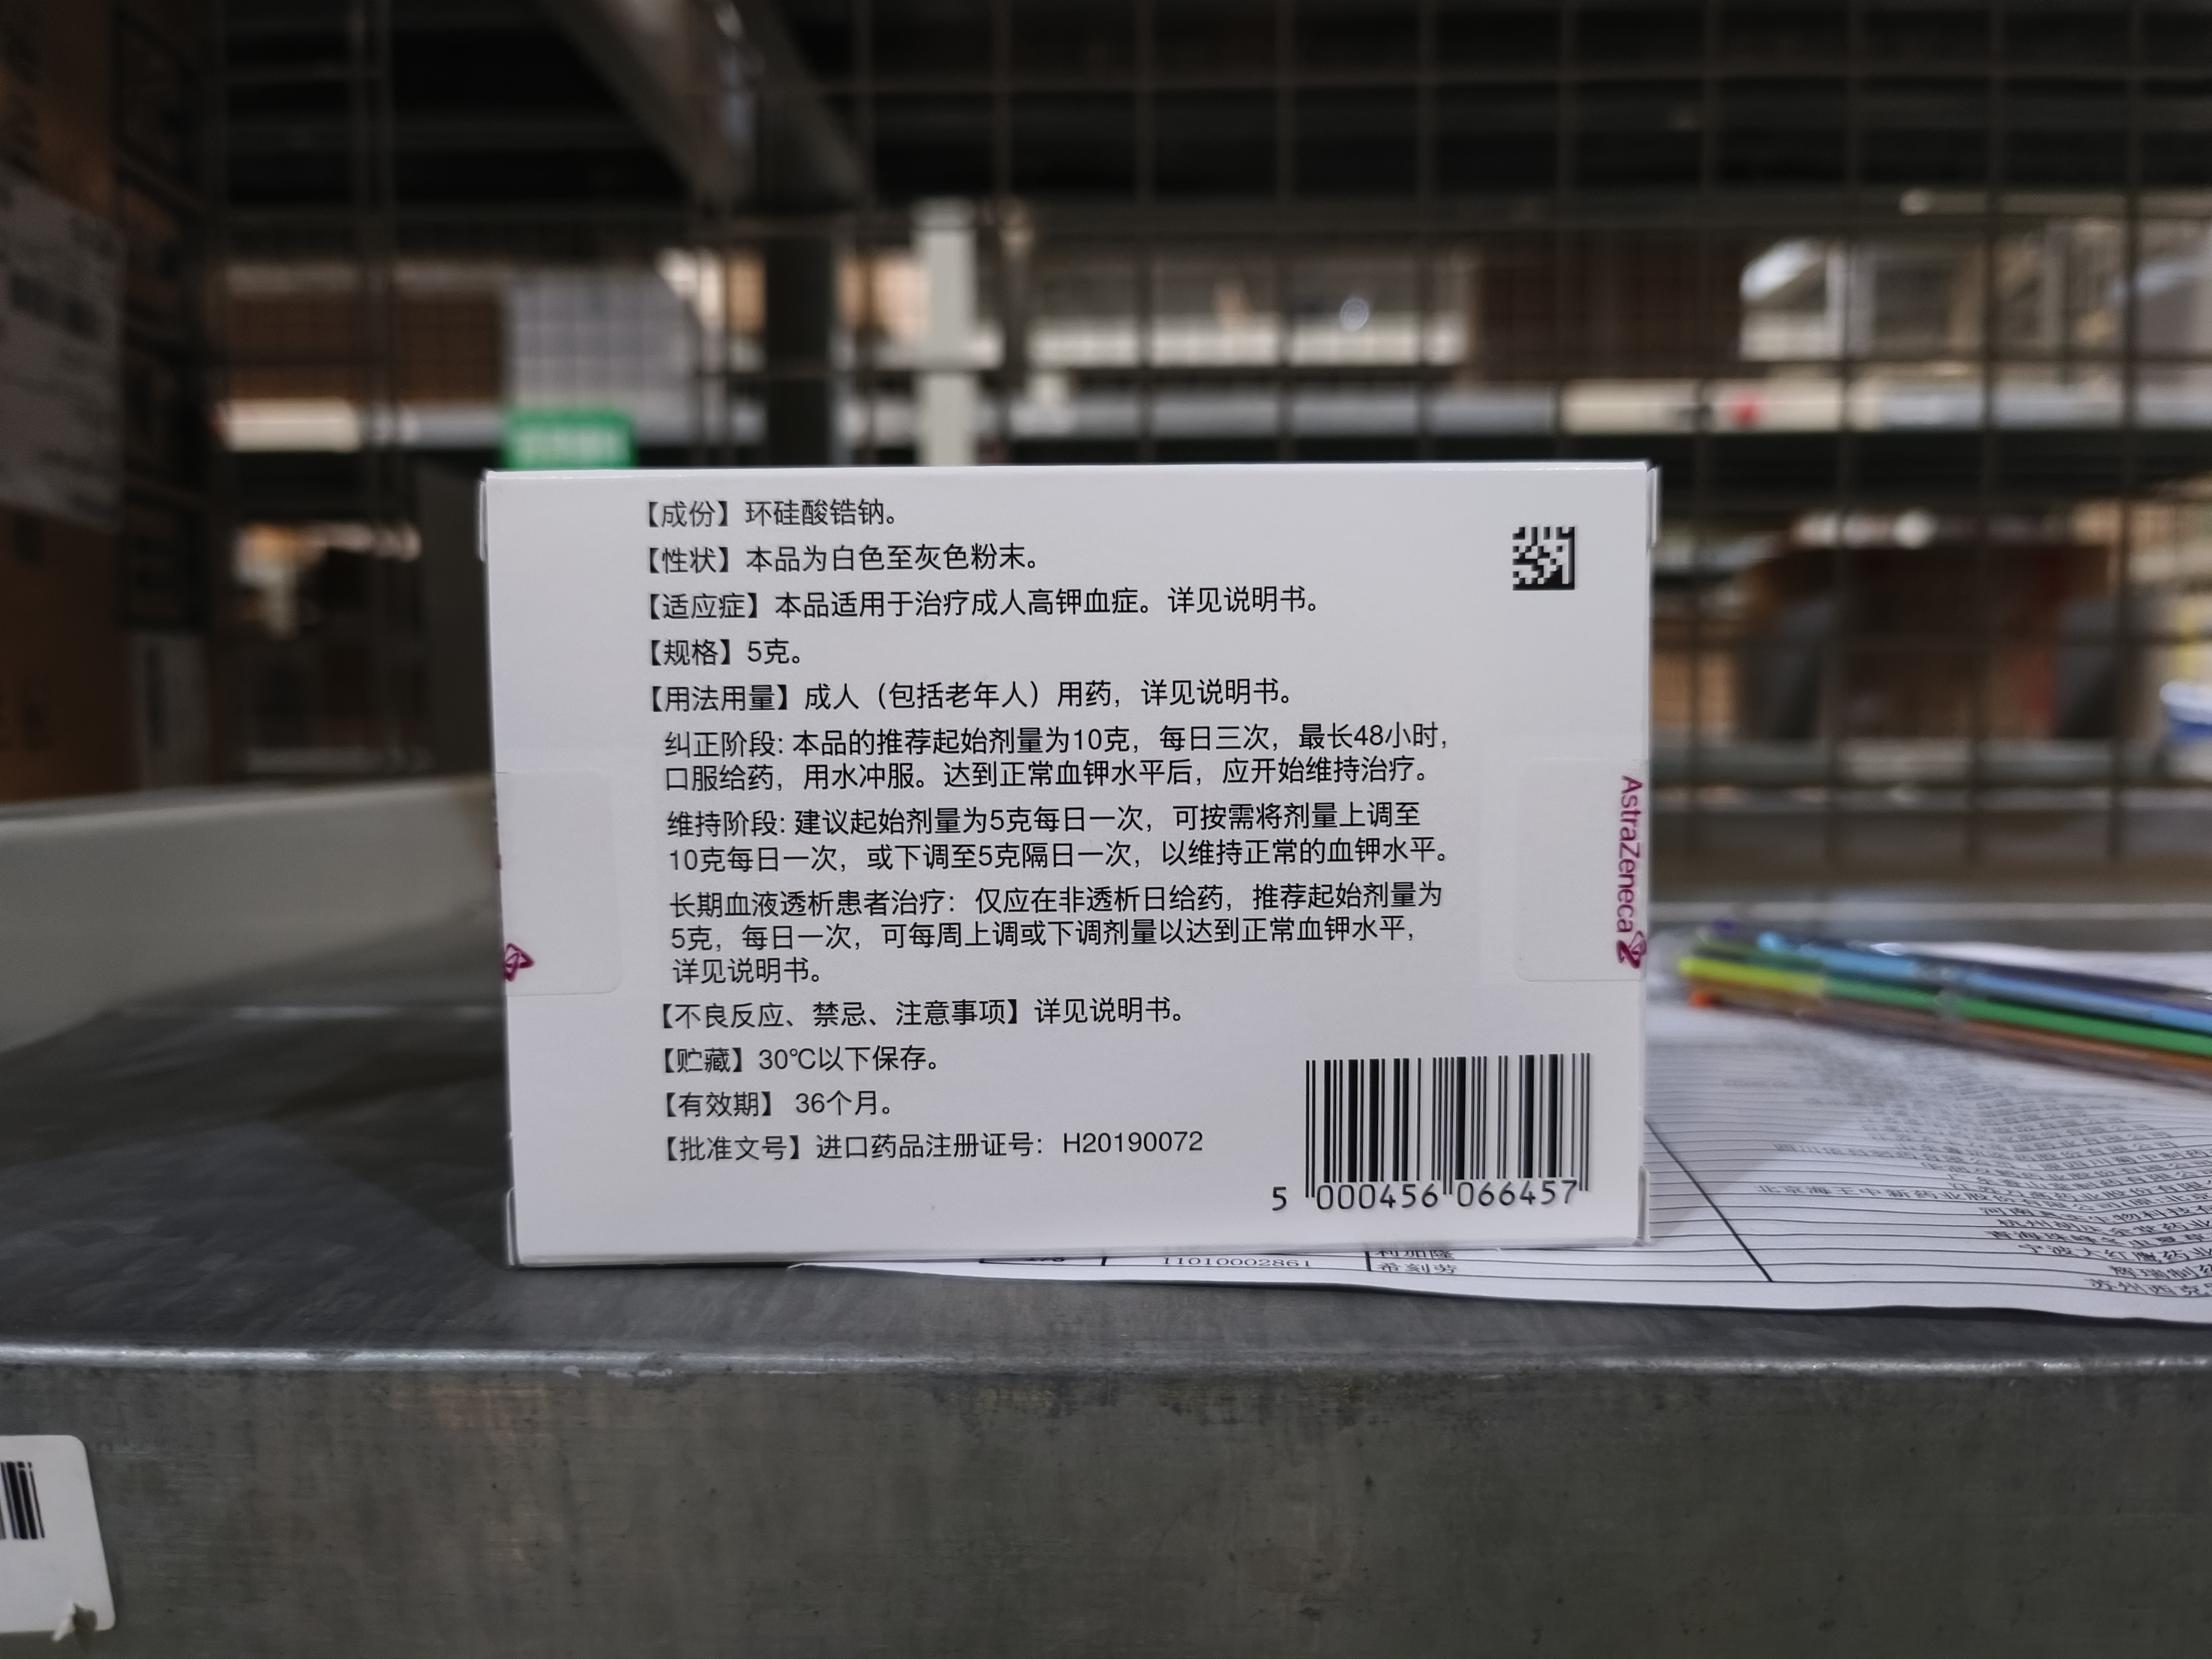 【成份】环硅酸锆钠。
【性状】本品为白色至灰色粉末。
【适应症】本品适用于治疗成人高钾血症。详见说明书。
【规格】5克。
【用法用量】成人（包括老年人）用药，详见说明书。
纠正阶段: 本品的推荐起始剂量为10克，每日三次，最长48小时，
口服给药，用水冲服。达到正常血钾水平后，应开始维持治疗。
维持阶段: 建议起始剂量为5克每日一次，可按需将剂量上调至
10克每日一次，或下调至5克隔日一次，以维持正常的血钾水平。
长期血液透析患者治疗：仅应在非透析日给药，推荐起始剂量为
5克，每日一次，可每周上调或下调剂量以达到正常血钾水平，
详见说明书。
【不良反应、禁忌、注意事项】详见说明书。
【贮藏】30℃以下保存。
【有效期】 36个月。
【批准文号】进口药品注册证号：H20190072
5 000456 066457
AstraZeneca
11010002861
利加隆
希刻劳